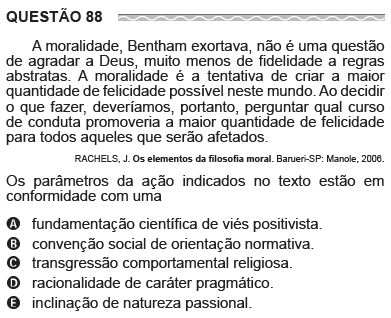 QUESTÃO 88
A moralidade, Bentham exortava, não é uma questão
de agradar a Deus, muito menos de fidelidade a regras
abstratas. A moralidade é a tentativa de criar a maior
quantidade de felicidade possível neste mundo. Ao decidir
o que fazer, deveríamos, portanto, perguntar qual curso
de conduta promoveria a maior quantidade de felicidade
para todos aqueles que serão afetados.
RACHELS, J. Os elementos da filosofia moral. Barueri-SP: Manole, 2006.
Os parâmetros da ação indicados no texto estão em
conformidade com uma
A fundamentação científica de viés positivista.
B convenção social de orientação normativa.
C transgressão comportamental religiosa.
D racionalidade de caráter pragmático.
E inclinação de natureza passional.